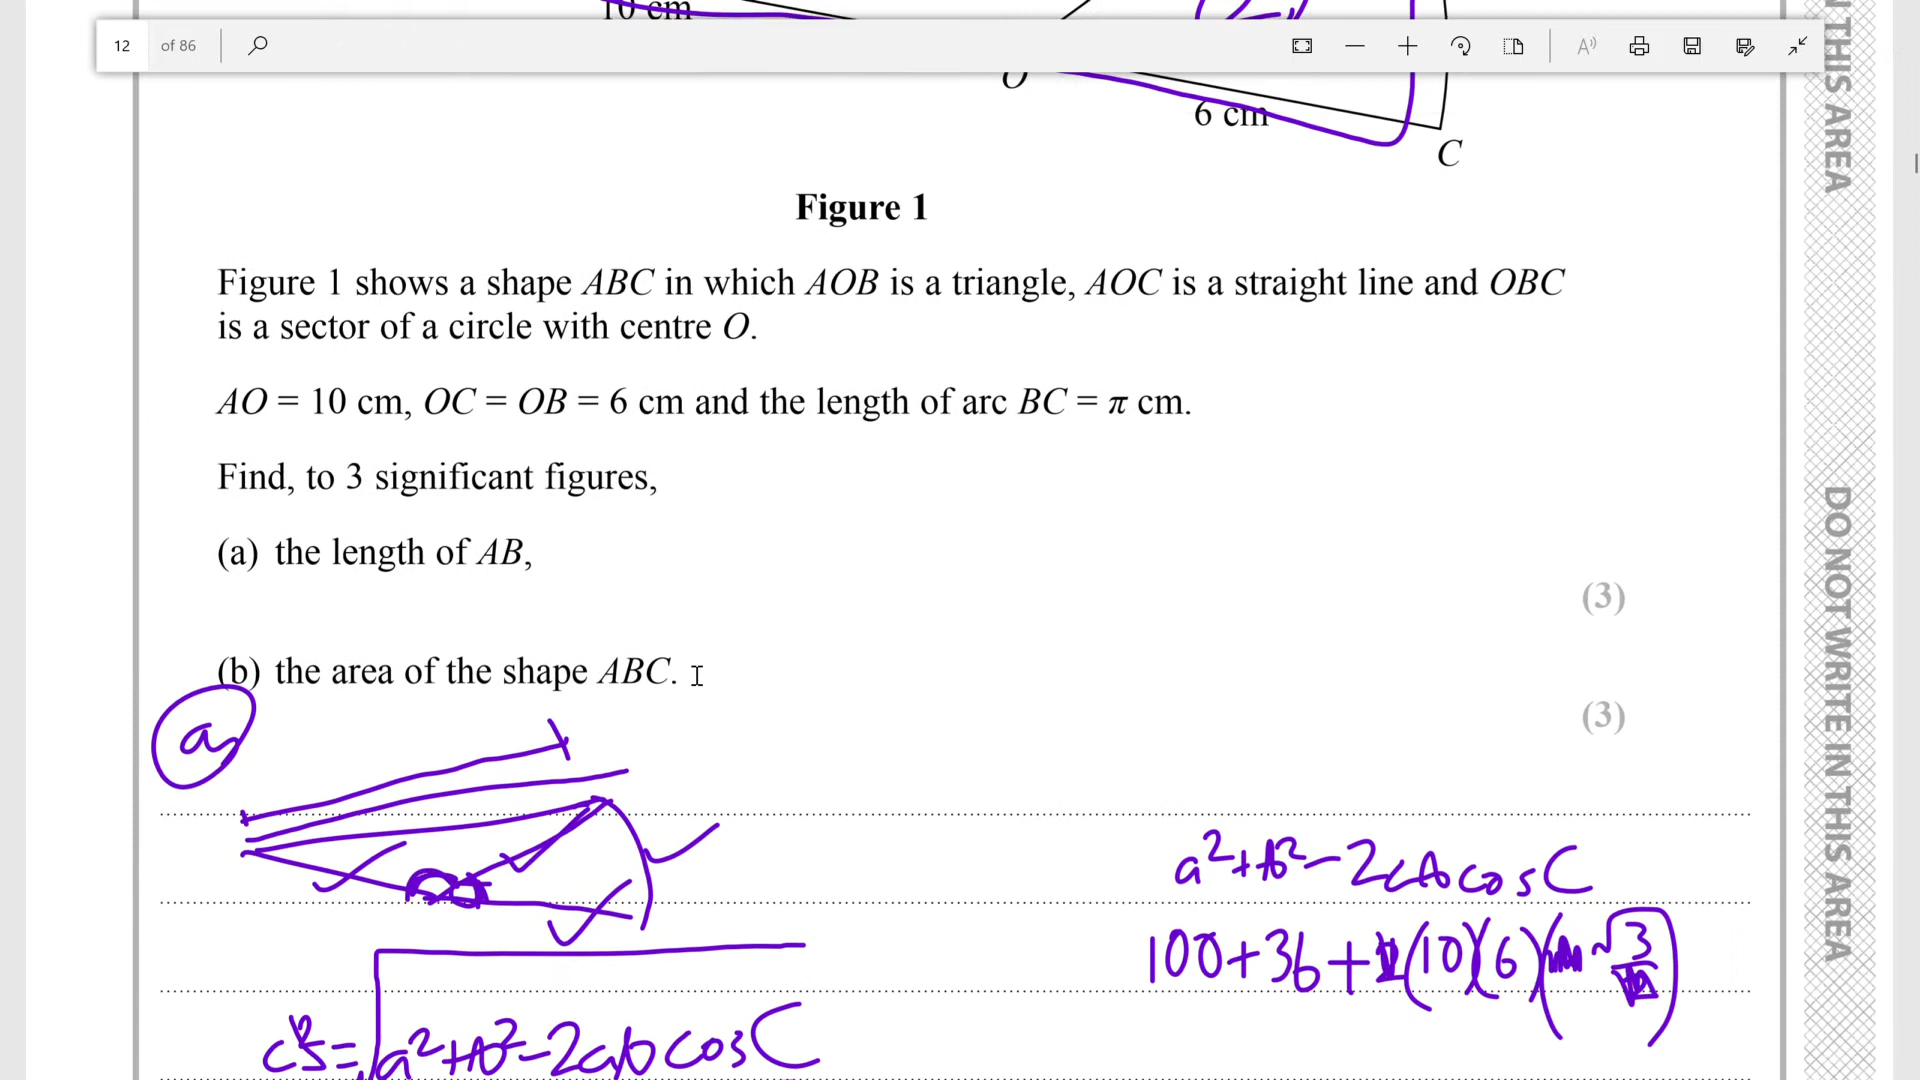 10 cm
12 of 86
O
6 cm
C
Figure 1
Figure 1 shows a shape ABC in which AOB is a triangle, AOC is a straight line and OBC
is a sector of a circle with centre O.
AO = 10 cm, OC = OB = 6 cm and the length of arc BC = π cm.
Find, to 3 significant figures,
(a) the length of AB,
(3)
(b) the area of the shape ABC.
(3)
a
a²+b²-2ab cos C
100+36+(10)(6)(√3
a²+b²-2ab cos C
N THIS AREA
DO NOT WRITE IN THIS AREA